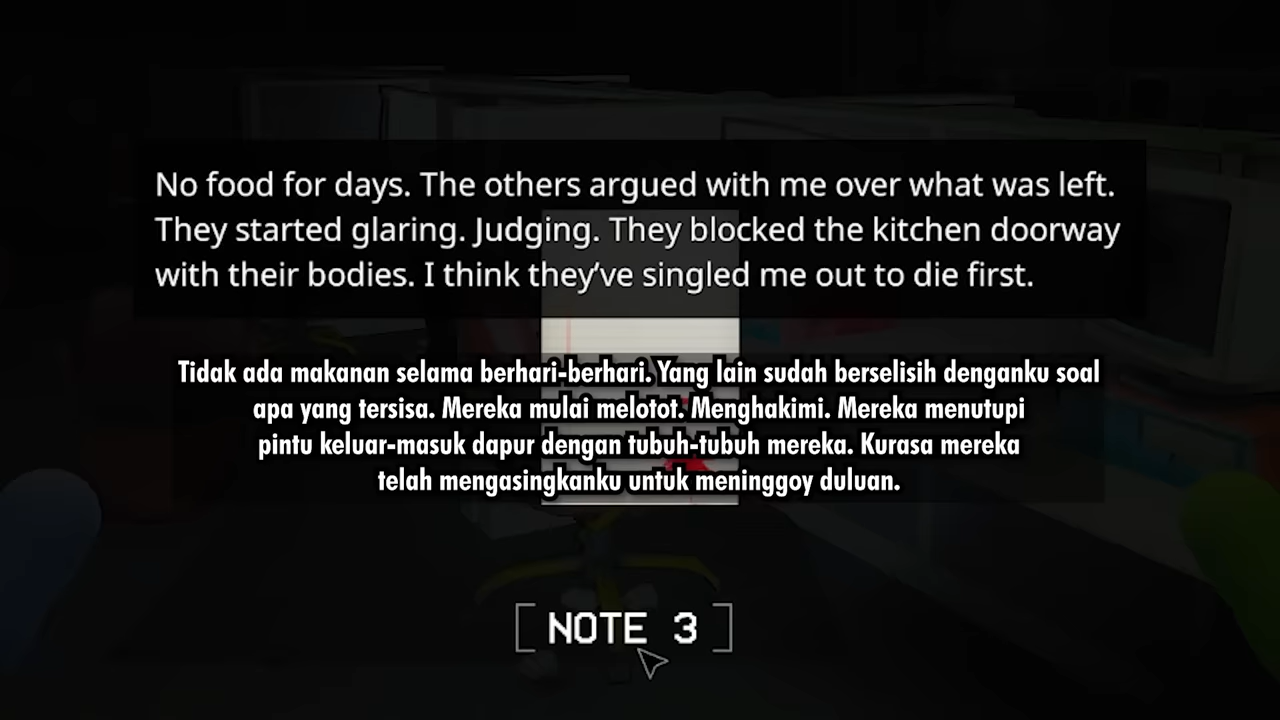 No food for days. The others argued with me over what was left.
They started glaring. Judging. They blocked the kitchen doorway
with their bodies. I think they've singled me out to die first.
Tidak ada makanan selama berhari-berhari. Yang lain sudah berselisih denganku soal
apa yang tersisa. Mereka mulai melotot. Menghakimi. Mereka menutupi
pintu keluar-masuk dapur dengan tubuh-tubuh mereka. Kurasa mereka
telah mengasingkanku untuk meninggoy duluan.
[ NOTE 3 ]